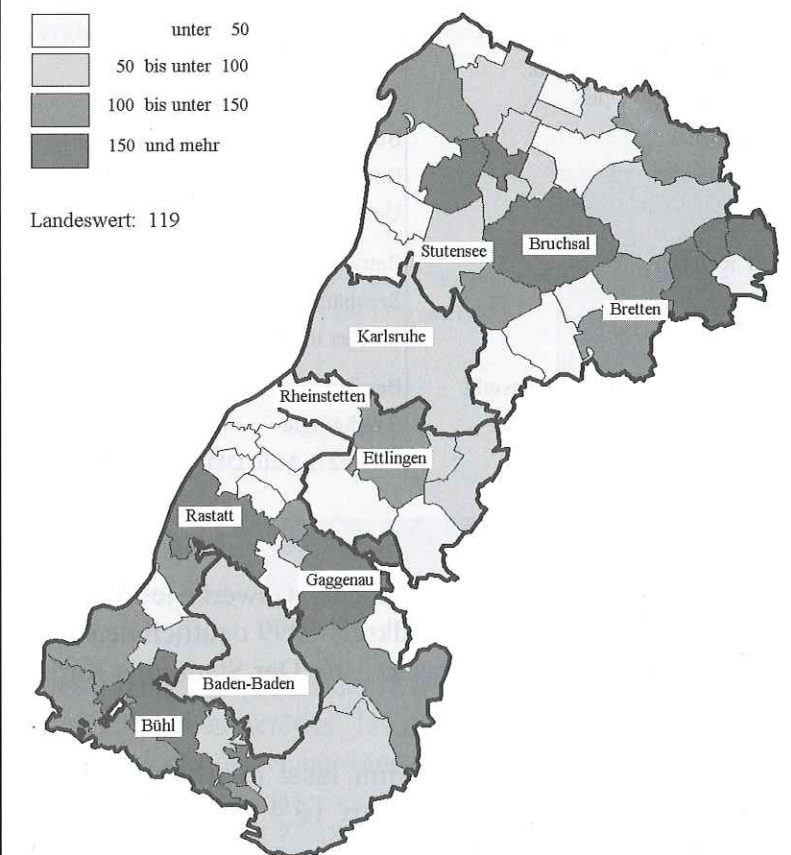 unter 50
50 bis unter 100
100 bis unter 150
150 und mehr
Landeswert: 119
Stutensee
Bruchsal
Bretten
Karlsruhe
Rheinstetten
Ettlingen
Rastatt
Gaggenau
Baden-Baden
Bühl